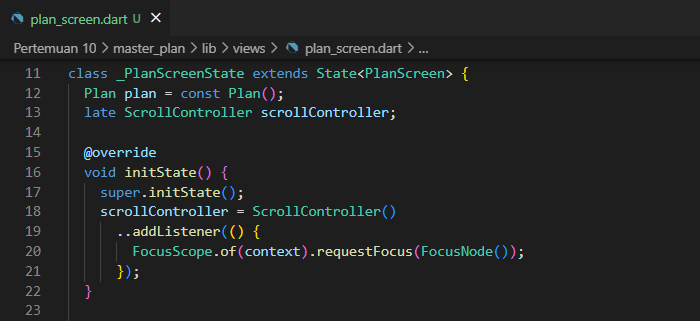 plan_screen.dart U ×
Pertemuan 10 > master_plan > lib > views > plan_screen.dart > ...
11 class _PlanScreenState extends State<PlanScreen> {
12 Plan plan = const Plan();
13 late ScrollController scrollController;
14
15 @override
16 void initState() {
17 super.initState();
18 scrollController = ScrollController()
19 ..addListener(() {
20 FocusScope.of(context).requestFocus(FocusNode());
21 });
22 }
23